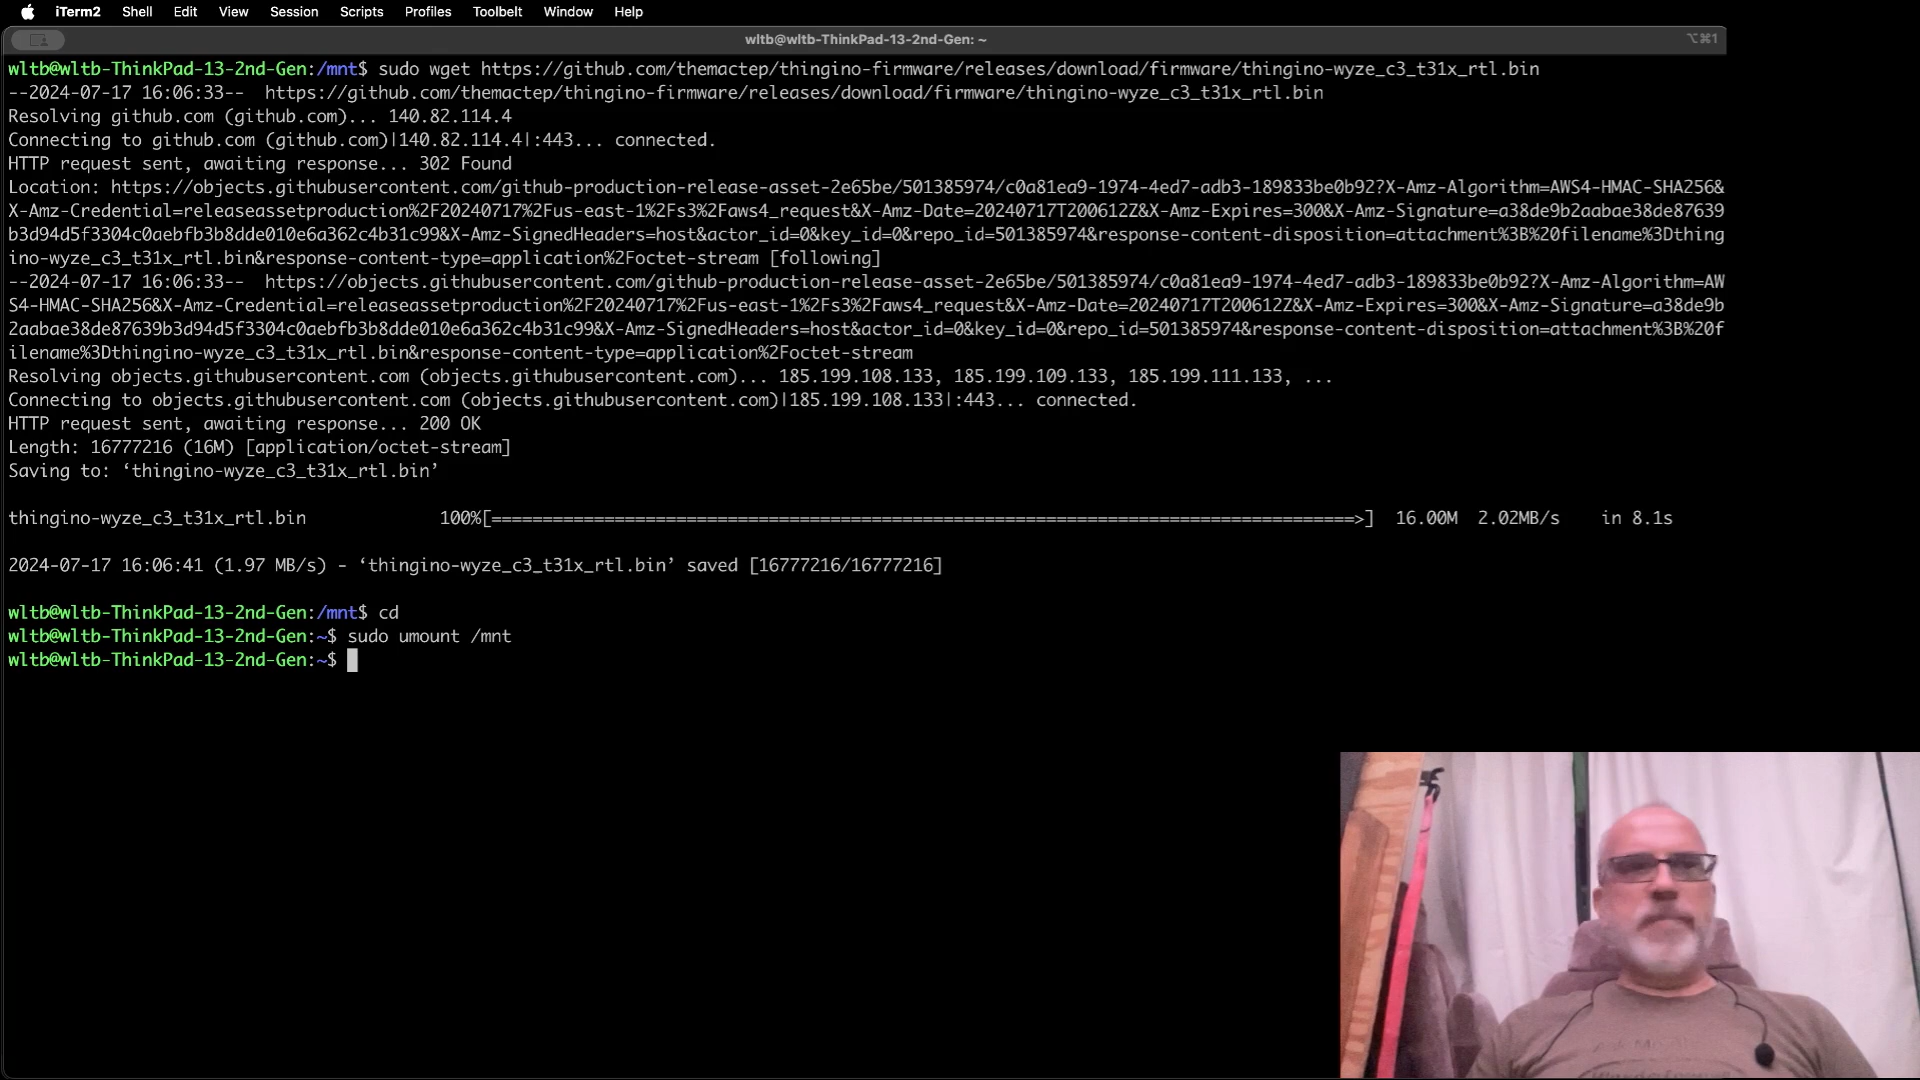 iTerm2 Shell Edit View Session Scripts Profiles Toolbelt Window Help
wltb@wltb-ThinkPad-13-2nd-Gen: ~ ⌥⌘1
wltb@wltb-ThinkPad-13-2nd-Gen:/mnt$ sudo wget https://github.com/themactep/thingino-firmware/releases/download/firmware/thingino-wyze_c3_t31x_rtl.bin
--2024-07-17 16:06:33--  https://github.com/themactep/thingino-firmware/releases/download/firmware/thingino-wyze_c3_t31x_rtl.bin
Resolving github.com (github.com)... 140.82.114.4
Connecting to github.com (github.com)|140.82.114.4|:443... connected.
HTTP request sent, awaiting response... 302 Found
Location: https://objects.githubusercontent.com/github-production-release-asset-2e65be/501385974/c0a81ea9-1974-4ed7-adb3-189833be0b92?X-Amz-Algorithm=AWS4-HMAC-SHA256&
X-Amz-Credential=releaseassetproduction%2F20240717%2Fus-east-1%2Fs3%2Faws4_request&X-Amz-Date=20240717T200612Z&X-Amz-Expires=300&X-Amz-Signature=a38de9b2aabae38de87639
b3d94d5f3304c0aebfb3b8dde010e6a362c4b31c99&X-Amz-SignedHeaders=host&actor_id=0&key_id=0&repo_id=501385974&response-content-disposition=attachment%3B%20filename%3Dthing
ino-wyze_c3_t31x_rtl.bin&response-content-type=application%2Foctet-stream [following]
--2024-07-17 16:06:33--  https://objects.githubusercontent.com/github-production-release-asset-2e65be/501385974/c0a81ea9-1974-4ed7-adb3-189833be0b92?X-Amz-Algorithm=AW
S4-HMAC-SHA256&X-Amz-Credential=releaseassetproduction%2F20240717%2Fus-east-1%2Fs3%2Faws4_request&X-Amz-Date=20240717T200612Z&X-Amz-Expires=300&X-Amz-Signature=a38de9b
2aabae38de87639b3d94d5f3304c0aebfb3b8dde010e6a362c4b31c99&X-Amz-SignedHeaders=host&actor_id=0&key_id=0&repo_id=501385974&response-content-disposition=attachment%3B%20f
ilename%3Dthingino-wyze_c3_t31x_rtl.bin&response-content-type=application%2Foctet-stream
Resolving objects.githubusercontent.com (objects.githubusercontent.com)... 185.199.108.133, 185.199.109.133, 185.199.111.133, ...
Connecting to objects.githubusercontent.com (objects.githubusercontent.com)|185.199.108.133|:443... connected.
HTTP request sent, awaiting response... 200 OK
Length: 16777216 (16M) [application/octet-stream]
Saving to: ‘thingino-wyze_c3_t31x_rtl.bin’
thingino-wyze_c3_t31x_rtl.bin 100%[====================================================================================>] 16.00M 2.02MB/s in 8.1s
2024-07-17 16:06:41 (1.97 MB/s) - ‘thingino-wyze_c3_t31x_rtl.bin’ saved [16777216/16777216]
wltb@wltb-ThinkPad-13-2nd-Gen:/mnt$ cd
wltb@wltb-ThinkPad-13-2nd-Gen:~$ sudo umount /mnt
wltb@wltb-ThinkPad-13-2nd-Gen:~$